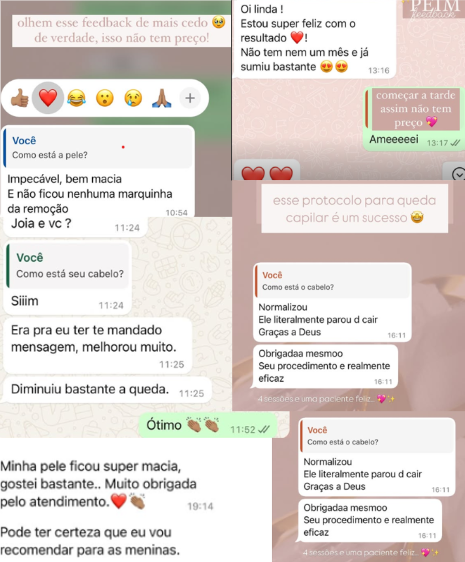 olhem esse feedback de mais cedo 🥹
de verdade, isso não tem preço!
👍🏽 ❤️ 😂 😮 😢 🙏🏽 +
Você
Como está a pele?
Impecável, bem macia
E não ficou nenhuma marquinha
da remoção
10:54
Joia e vc ?
11:24
Você
Como está seu cabelo?
Siiim
11:24
Era pra eu ter te mandado
mensagem, melhorou muito.
11:25
Diminuiu bastante a queda. 11:25
Ótimo 👏🏽👏🏽 11:52
Minha pele ficou super macia,
gostei bastante.. Muito obrigada
pelo atendimento.❤️👏🏽
19:14
Pode ter certeza que eu vou
recomendar para as meninas.
PEIM
feedback
Oi linda !
Estou super feliz com o
resultado ❤️!
Não tem nem um mês e já
sumiu bastante 😍😍
13:16
começar a tarde
assim não tem
preço 💖
Ameeeeei 13:17
❤️❤️
esse protocolo para queda
capilar é um sucesso 🤩
Você
Como está o cabelo?
Normalizou
Ele literalmente parou d cair
Graças a Deus
16:11
Obrigadaa mesmoo
Seu procedimento e realmente
eficaz
16:11
4 sessões e uma paciente feliz.. 💖✨
Você
Como está o cabelo?
Normalizou
Ele literalmente parou d cair
Graças a Deus
16:11
Obrigadaa mesmoo
Seu procedimento e realmente
eficaz
16:11
4 sessões e uma paciente feliz.. 💖✨